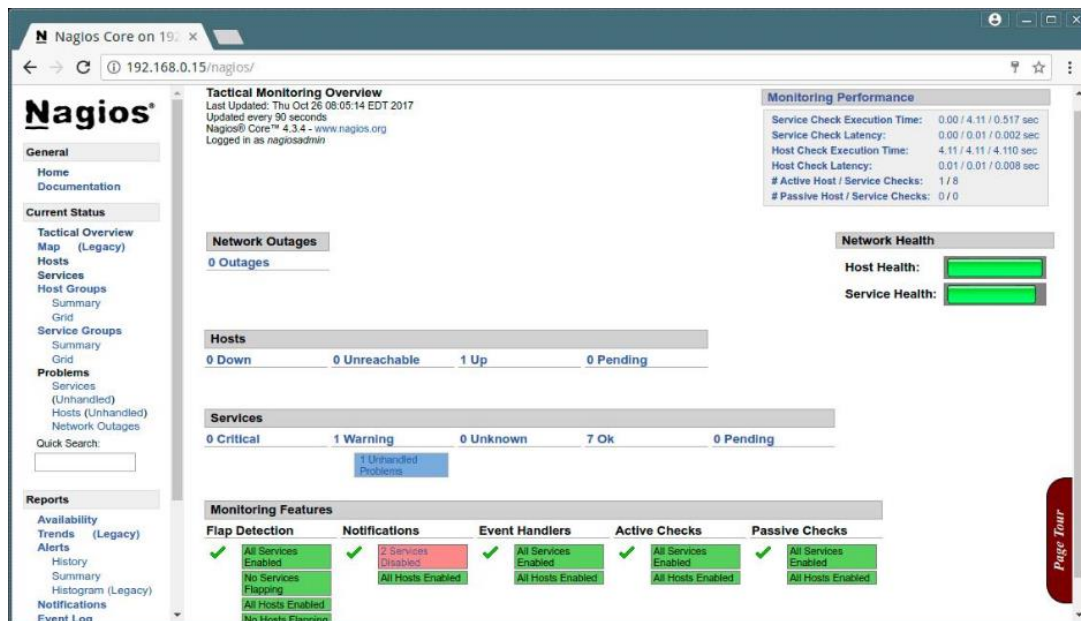 N Nagios Core on 192
192.168.0.15/nagios/
Nagios®
General
Home
Documentation
Current Status
Tactical Overview
Map (Legacy)
Hosts
Services
Host Groups
Summary
Grid
Service Groups
Summary
Grid
Problems
Services
(Unhandled)
Hosts (Unhandled)
Network Outages
Quick Search:
Reports
Availability
Trends (Legacy)
Alerts
History
Summary
Histogram (Legacy)
Notifications
Event Log
Tactical Monitoring Overview
Last Updated: Thu Oct 26 08:05:14 EDT 2017
Updated every 90 seconds
Nagios® Core™ 4.3.4 - www.nagios.org
Logged in as nagiosadmin
Monitoring Performance
Service Check Execution Time: 0.00 / 4.11 / 0.517 sec
Service Check Latency: 0.00 / 0.01 / 0.002 sec
Host Check Execution Time: 4.11 / 4.11 / 4.110 sec
Host Check Latency: 0.01 / 0.01 / 0.008 sec
# Active Host / Service Checks: 1 / 8
# Passive Host / Service Checks: 0 / 0
Network Outages
0 Outages
Network Health
Host Health:
Service Health:
Hosts
0 Down 0 Unreachable 1 Up 0 Pending
Services
0 Critical 1 Warning 0 Unknown 7 Ok 0 Pending
1 Unhandled
Problems
Monitoring Features
Flap Detection Notifications Event Handlers Active Checks Passive Checks
All Services
Enabled
No Services
Flapping
All Hosts Enabled
No Hosts Flapping
2 Services
Disabled
All Hosts Enabled
All Services
Enabled
All Hosts Enabled
All Services
Enabled
All Hosts Enabled
All Services
Enabled
All Hosts Enabled
Page Tour